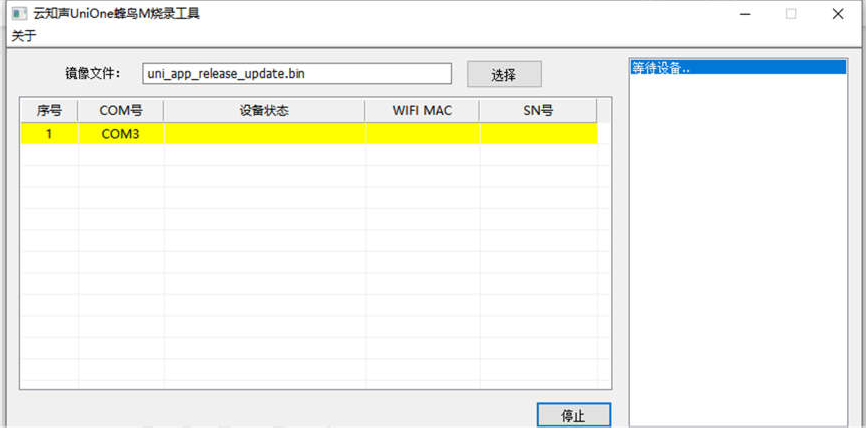 云知声UniOne蜂鸟M烧录工具
关于
镜像文件： uni_app_release_update.bin 选择
等待设备..
序号 COM号 设备状态 WIFI MAC SN号
1 COM3
停止